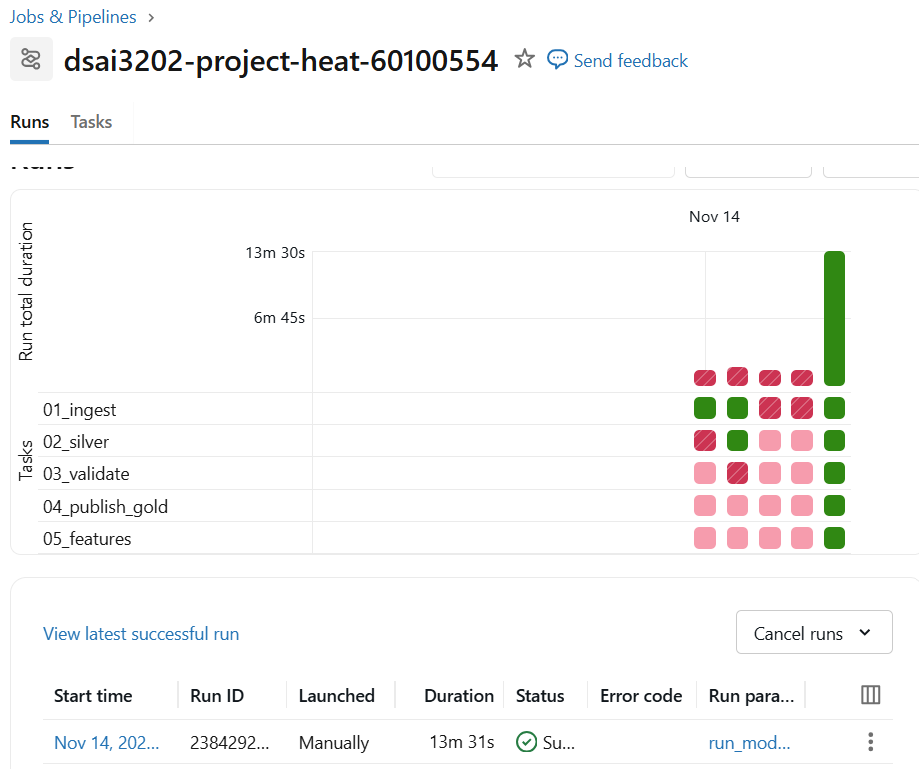 Jobs & Pipelines
dsai3202-project-heat-60100554 Send feedback
Runs Tasks
Nov 14
Run total duration
13m 30s
6m 45s
Tasks
01_ingest
02_silver
03_validate
04_publish_gold
05_features
View latest successful run
Cancel runs
Start time Run ID Launched Duration Status Error code Run para...
Nov 14, 202... 2384292... Manually 13m 31s Su... run_mod...